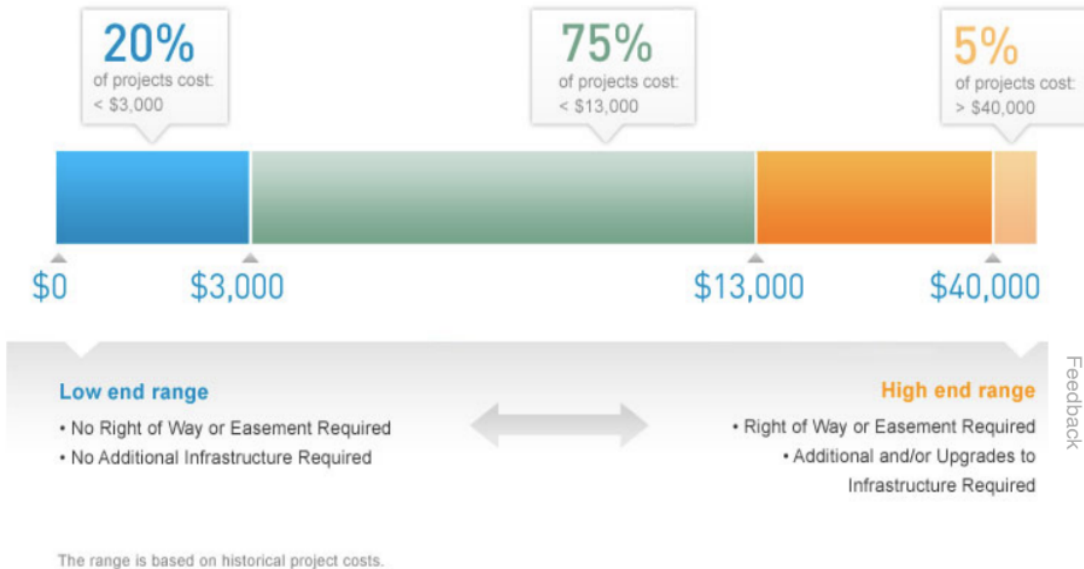 20%
of projects cost:
< $3,000
75%
of projects cost:
< $13,000
5%
of projects cost:
> $40,000
$0
$3,000
$13,000
$40,000
Low end range
• No Right of Way or Easement Required
• No Additional Infrastructure Required
High end range
• Right of Way or Easement Required
• Additional and/or Upgrades to
Infrastructure Required
Feedback
The range is based on historical project costs.